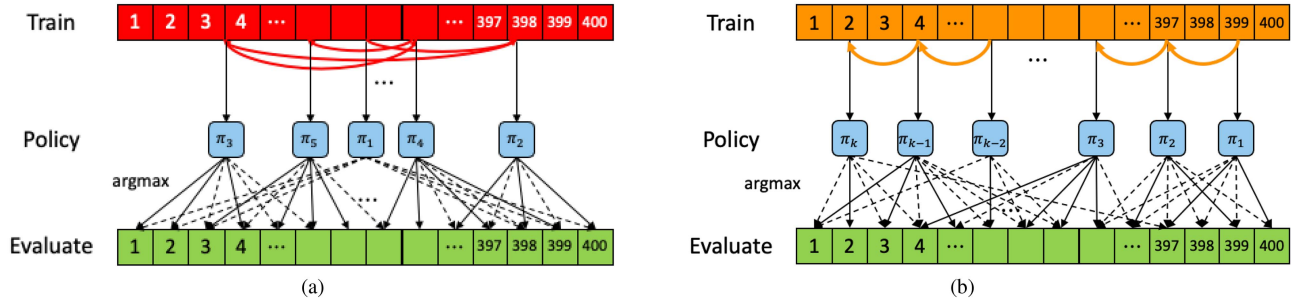 Train 1 2 3 4 ... ... 397 398 399 400
...
Policy π₃ π₅ π₁ π₄ π₂
argmax
...
Evaluate 1 2 3 4 ... ... 397 398 399 400
(a)
Train 1 2 3 4 ... ... 397 398 399 400
...
Policy πₖ πₖ₋₁ πₖ₋₂ π₃ π₂ π₁
argmax
Evaluate 1 2 3 4 ... ... 397 398 399 400
(b)